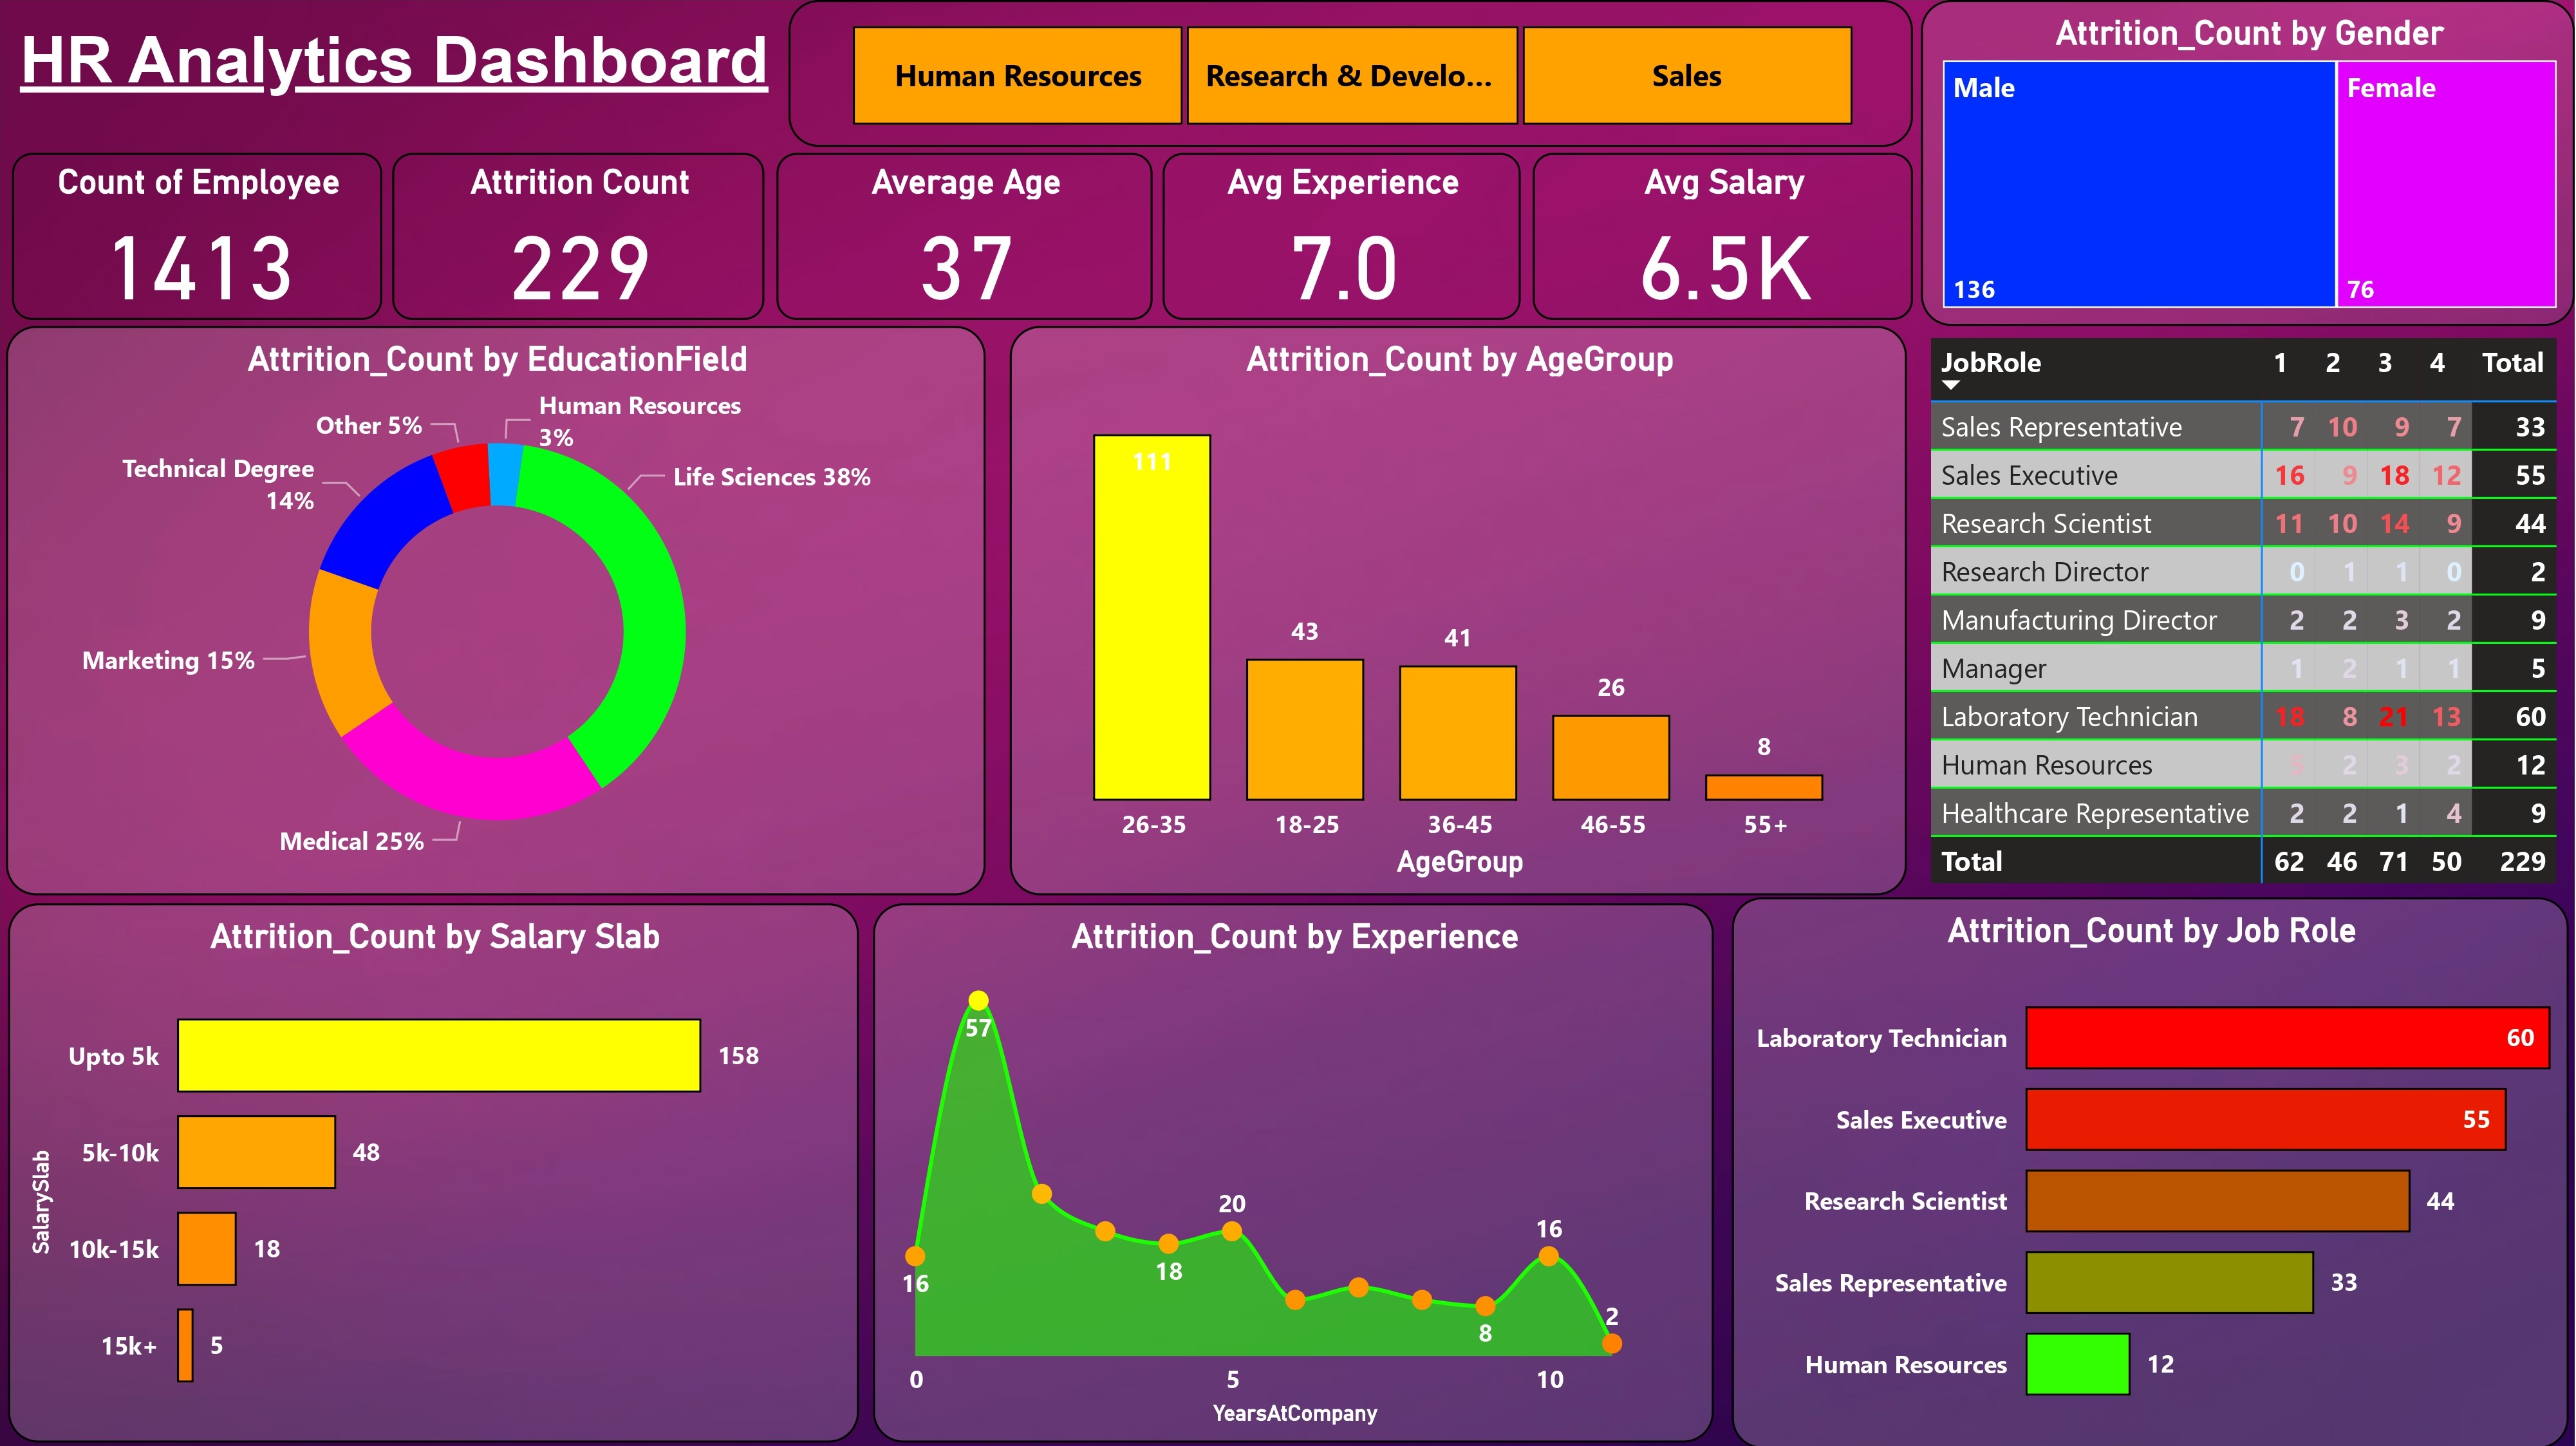 HR Analytics Dashboard
Human Resources
Research & Develo...
Sales
Attrition_Count by Gender
Male
Female
136
76
Count of Employee
1413
Attrition Count
229
Average Age
37
Avg Experience
7.0
Avg Salary
6.5K
Attrition_Count by EducationField
Human Resources
3%
Other 5%
Technical Degree
14%
Life Sciences 38%
Marketing 15%
Medical 25%
Attrition_Count by AgeGroup
111
43
41
26
8
26-35 18-25 36-45 46-55 55+
AgeGroup
JobRole 1 2 3 4 Total
Sales Representative 7 10 9 7 33
Sales Executive 16 9 18 12 55
Research Scientist 11 10 14 9 44
Research Director 0 1 1 0 2
Manufacturing Director 2 2 3 2 9
Manager 1 2 1 1 5
Laboratory Technician 18 8 21 13 60
Human Resources 5 2 3 2 12
Healthcare Representative 2 2 1 4 9
Total 62 46 71 50 229
Attrition_Count by Salary Slab
SalarySlab
Upto 5k 158
5k-10k 48
10k-15k 18
15k+ 5
Attrition_Count by Experience
57
16
18
20
8
16
2
0 5 10
YearsAtCompany
Attrition_Count by Job Role
Laboratory Technician 60
Sales Executive 55
Research Scientist 44
Sales Representative 33
Human Resources 12